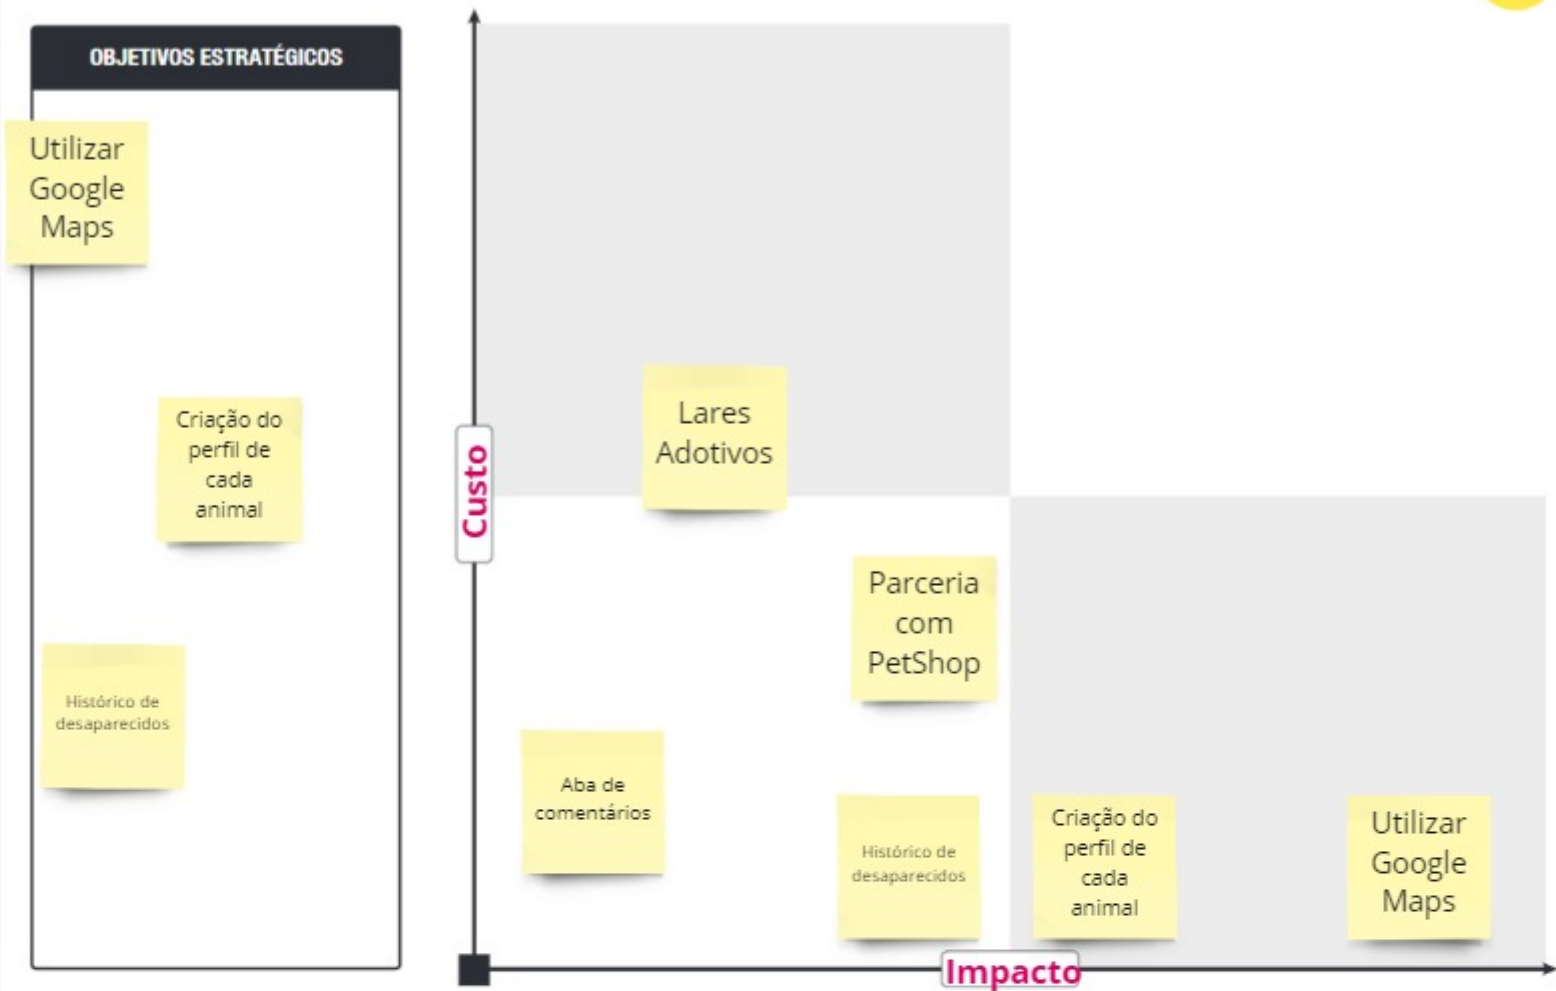 OBJETIVOS ESTRATÉGICOS
Utilizar
Google
Maps
Criação do
perfil de
cada
animal
Histórico de
desaparecidos
Custo
Lares
Adotivos
Parceria
com
PetShop
Aba de
comentários
Histórico de
desaparecidos
Criação do
perfil de
cada
animal
Utilizar
Google
Maps
Impacto